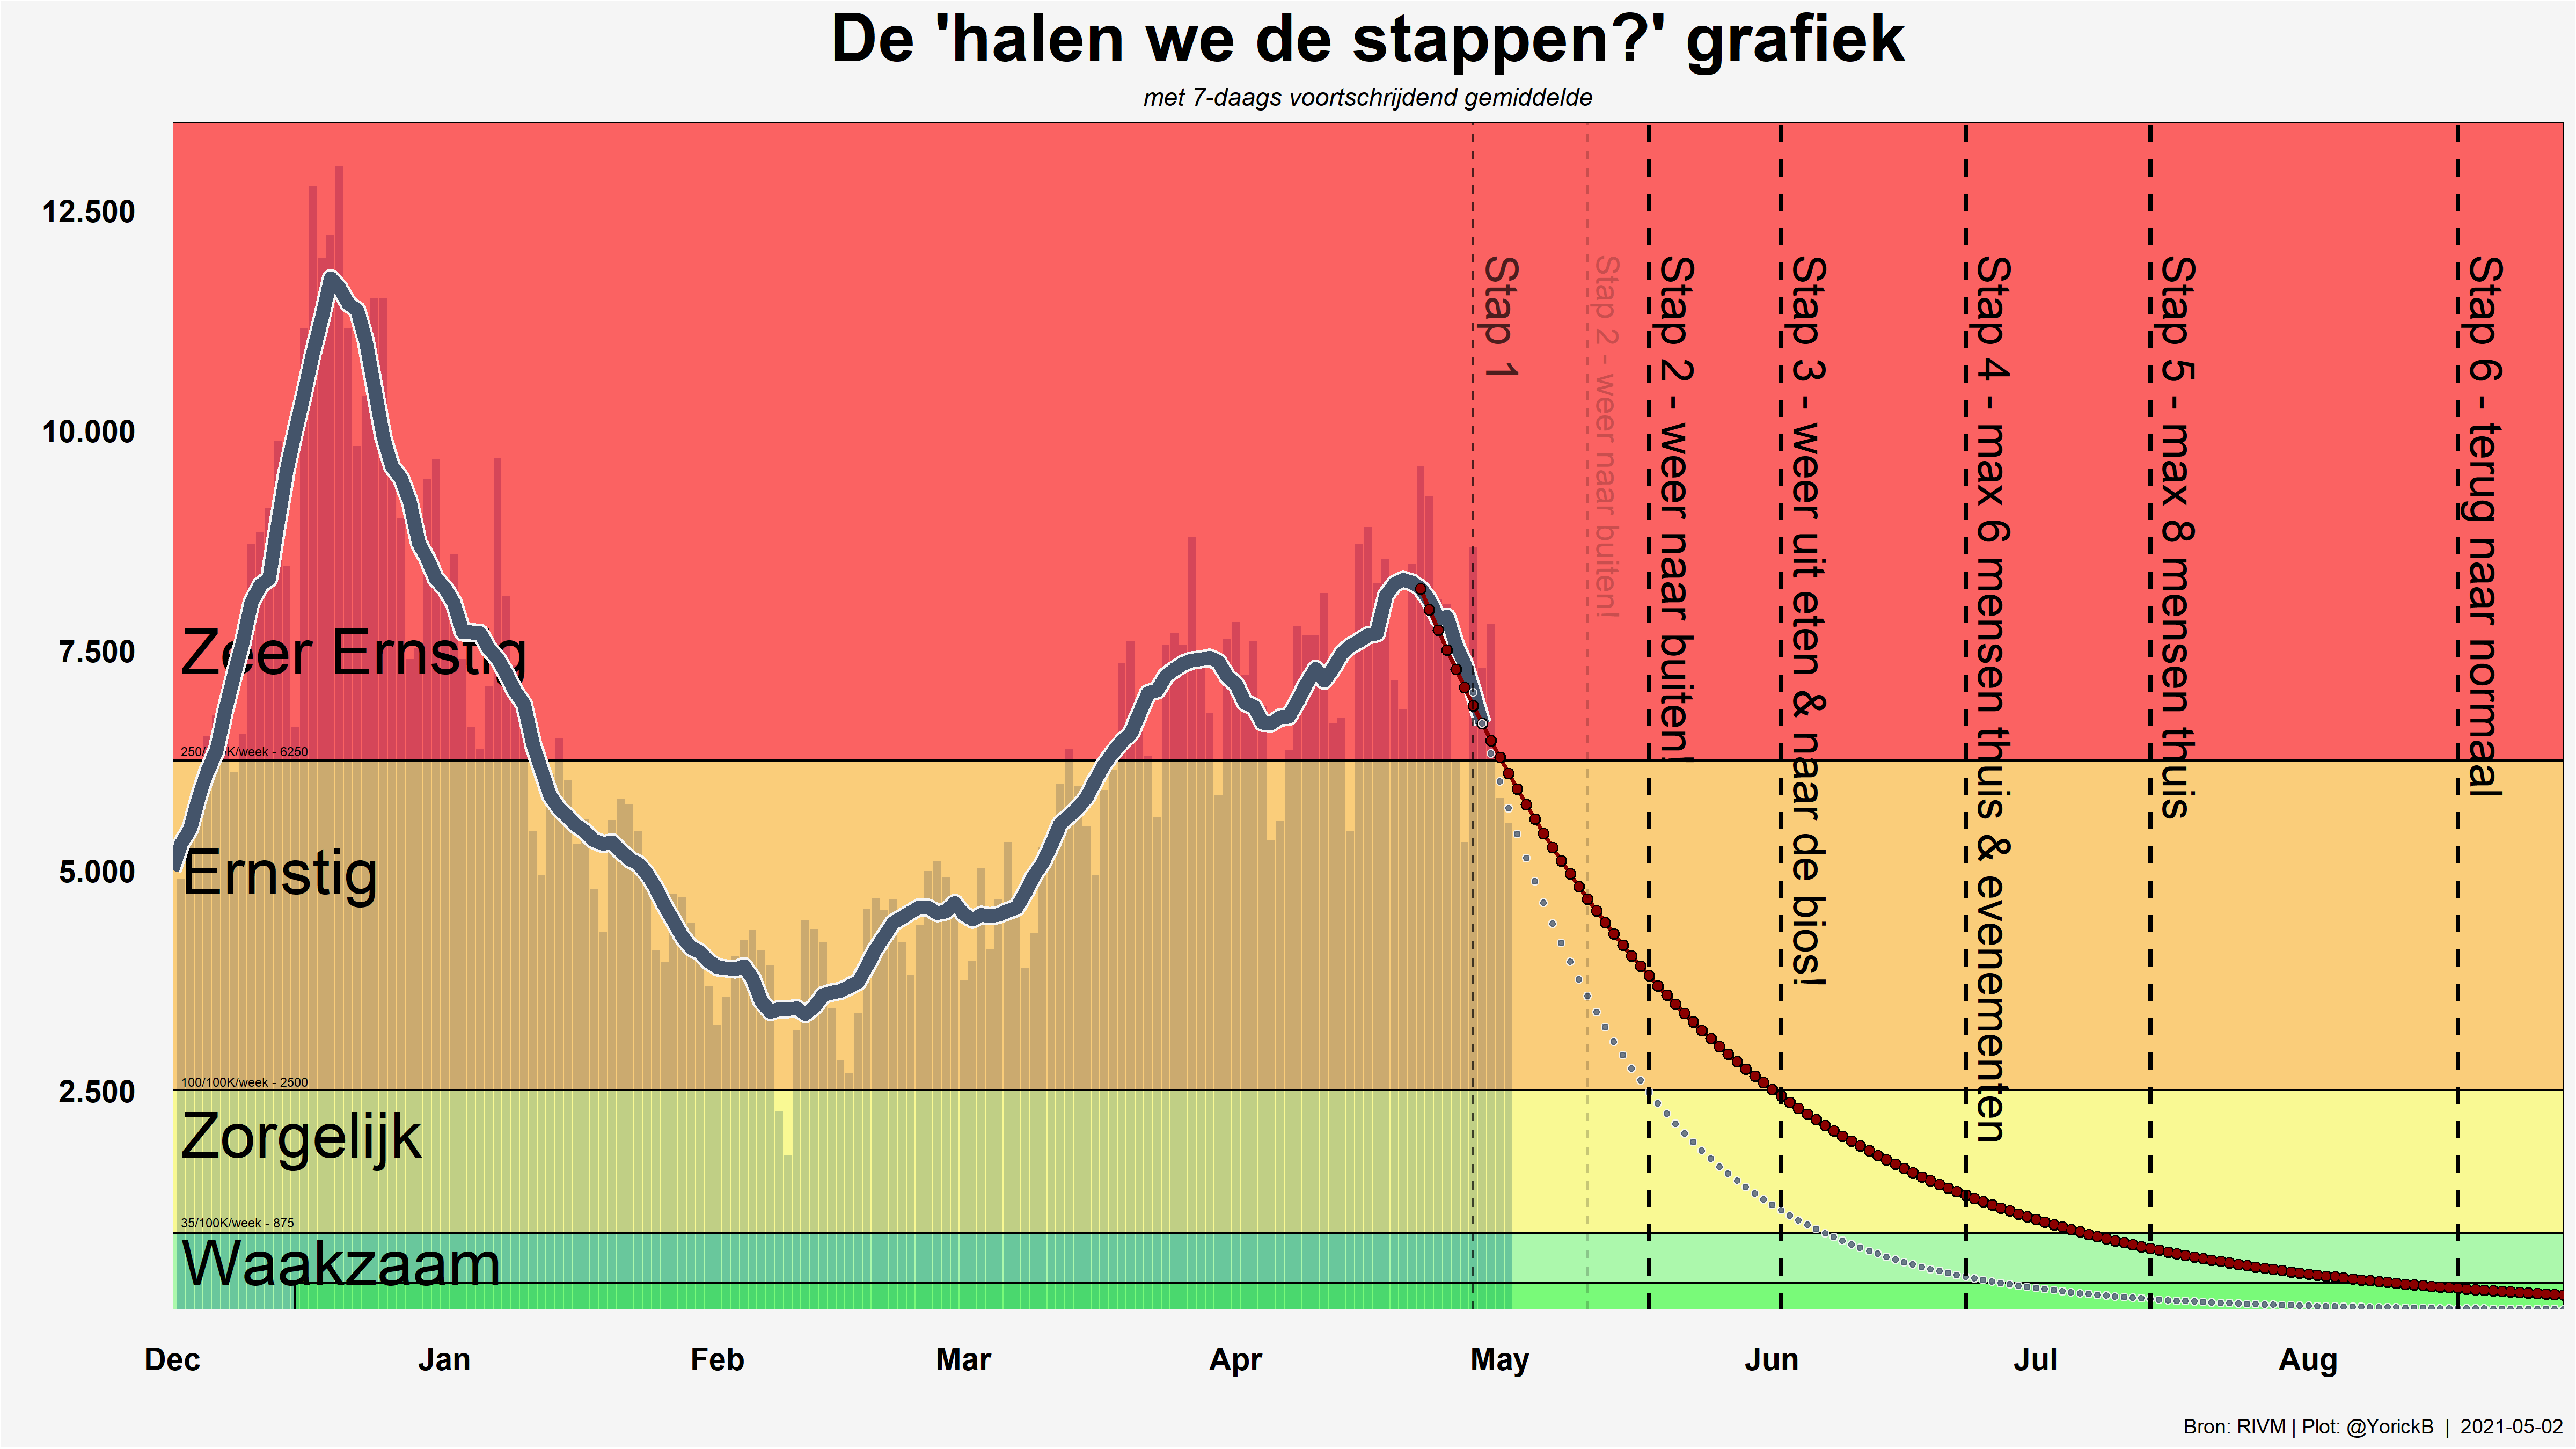 De 'halen we de stappen?' grafiek
met 7-daags voortschrijdend gemiddelde
12.500
10.000
7.500
5.000
2.500
Zeer Ernstig
250/100K/week - 6250
Ernstig
100/100K/week - 2500
Zorgelijk
35/100K/week - 875
Waakzaam
Stap 1
Stap 2 - weer naar buiten!
Stap 2 - weer naar buiten!
Stap 3 - weer uit eten & naar de bios!
Stap 4 - max 6 mensen thuis & evenementen
Stap 5 - max 8 mensen thuis
Stap 6 - terug naar normaal
Dec Jan Feb Mar Apr May Jun Jul Aug
Bron: RIVM | Plot: @YorickB | 2021-05-02